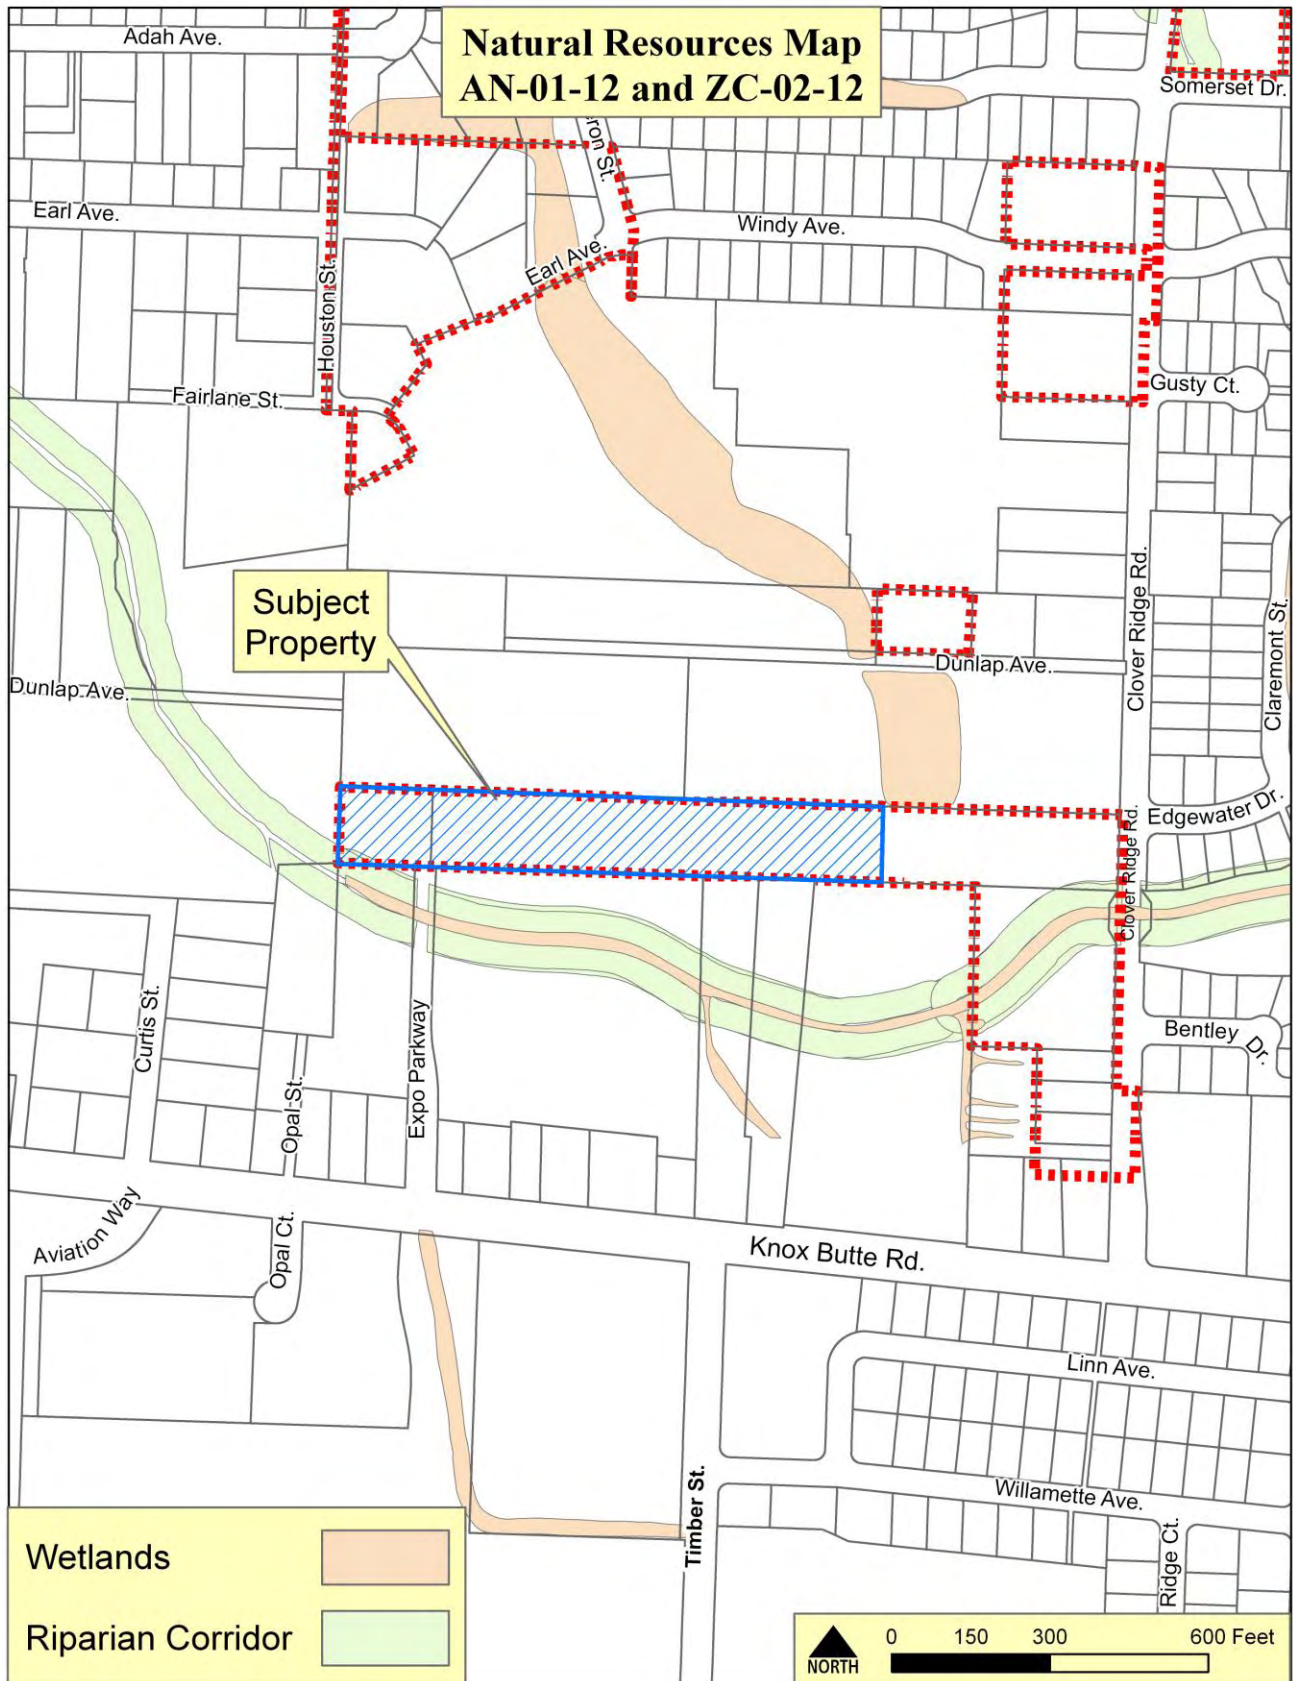 Natural Resources Map
AN-01-12 and ZC-02-12
Adah Ave.
Somerset Dr.
eron St.
Earl Ave.
Windy Ave.
Earl Ave.
Houston St.
Fairlane St.
Gusty Ct.
Clover Ridge Rd.
Claremont St.
Subject
Property
Dunlap Ave.
Dunlap Ave.
Edgewater Dr.
Clover Ridge Rd.
Curtis St.
Opal St.
Expo Parkway
Bentley Dr.
Aviation Way
Opal Ct.
Knox Butte Rd.
Linn Ave.
Timber St.
Willamette Ave.
Ridge Ct.
Wetlands
Riparian Corridor
NORTH
0 150 300 600 Feet